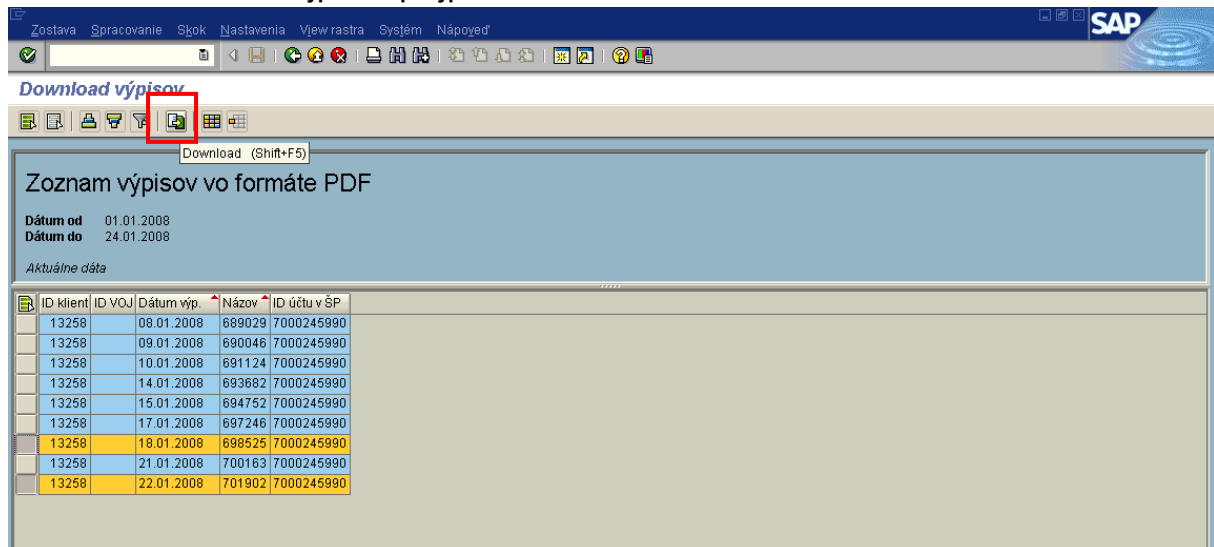 Zostava Spracovanie Skok Nastavenia View rastra Systém Nápoveď
SAP
Download výpisov
Download (Shift+F5)
Zoznam výpisov vo formáte PDF
Dátum od 01.01.2008
Dátum do 24.01.2008
Aktuálne dáta
ID klient ID VOJ Dátum výp. Názov ID účtu v ŠP
13258 08.01.2008 689029 7000245990
13258 09.01.2008 690046 7000245990
13258 10.01.2008 691124 7000245990
13258 14.01.2008 693682 7000245990
13258 15.01.2008 694752 7000245990
13258 17.01.2008 697246 7000245990
13258 18.01.2008 698525 7000245990
13258 21.01.2008 700163 7000245990
13258 22.01.2008 701902 7000245990